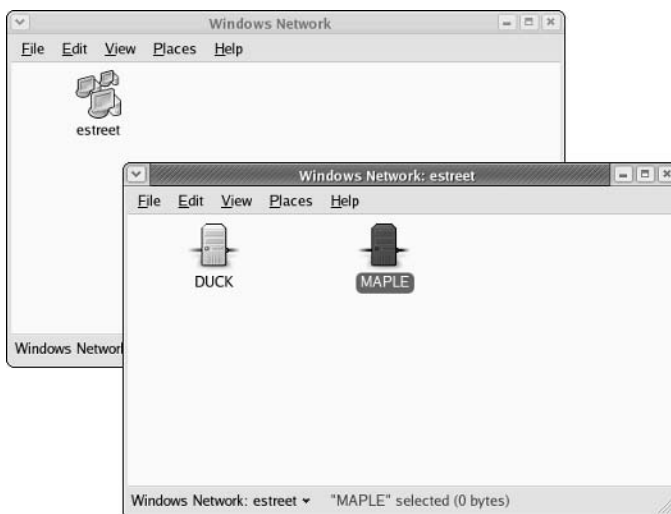 Windows Network
File Edit View Places Help
estreet
Windows Network
Windows Network: estreet
File Edit View Places Help
DUCK MAPLE
Windows Network: estreet "MAPLE" selected (0 bytes)